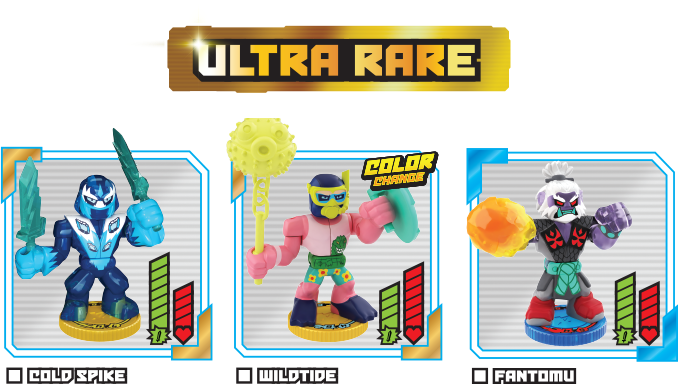 ULTRA RARE
COLOR
CHANGE
COLD SPIKE
WILDTIDE
FANTOMU